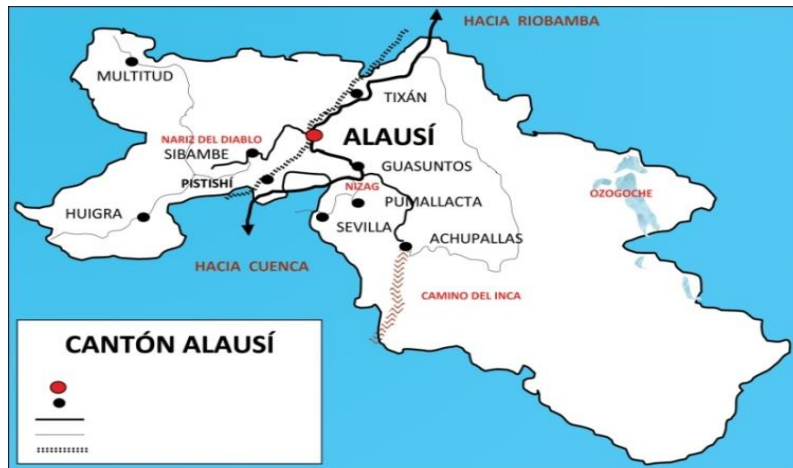 HACIA RIOBAMBA
MULTITUD
TIXÁN
NARIZ DEL DIABLO
ALAUSÍ
SIBAMBE
GUASUNTOS
PISTISHÍ
NIZAG
OZOGOCHE
PUMALLACTA
HUIGRA
SEVILLA
ACHUPALLAS
HACIA CUENCA
CAMINO DEL INCA
CANTÓN ALAUSÍ